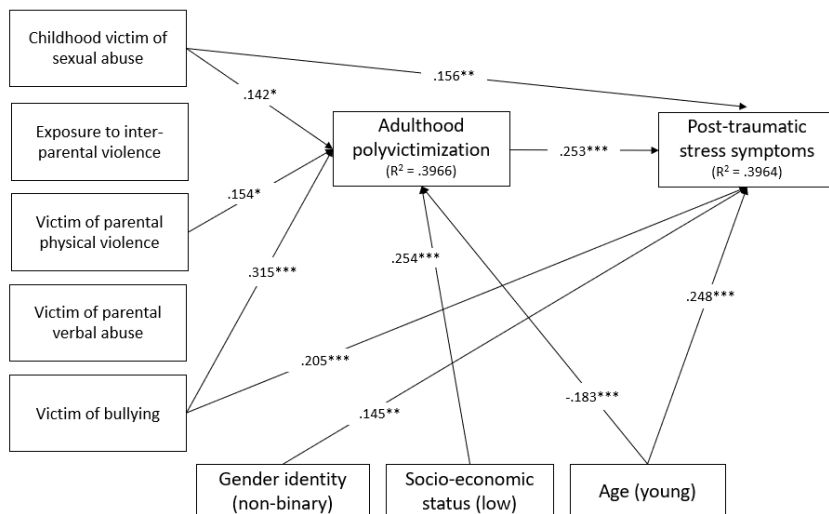 Childhood victim of
sexual abuse
.156**
.142*
Exposure to inter-
parental violence
Adulthood
polyvictimization
(R² = .3966)
.253***
Post-traumatic
stress symptoms
(R² = .3964)
Victim of parental
physical violence
.154*
.315***
.254***
Victim of parental
verbal abuse
.248***
Victim of bullying
.205***
.145**
-.183***
Gender identity
(non-binary)
Socio-economic
status (low)
Age (young)